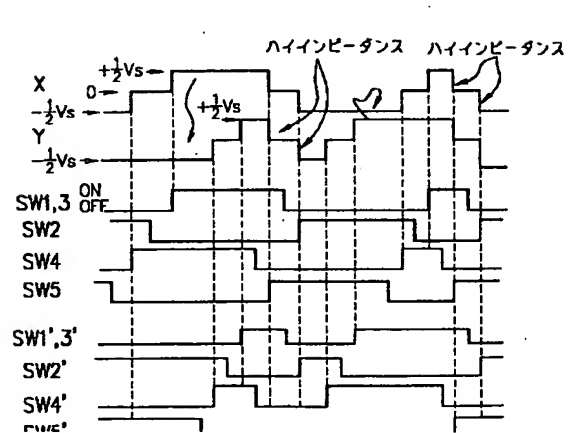 ハイインピーダンス
ハイインピーダンス
+½Vs
X
0
-½Vs
+½Vs
Y
-½Vs
SW1,3 ON
OFF
SW2
SW4
SW5
SW1',3'
SW2'
SW4'
SW5'